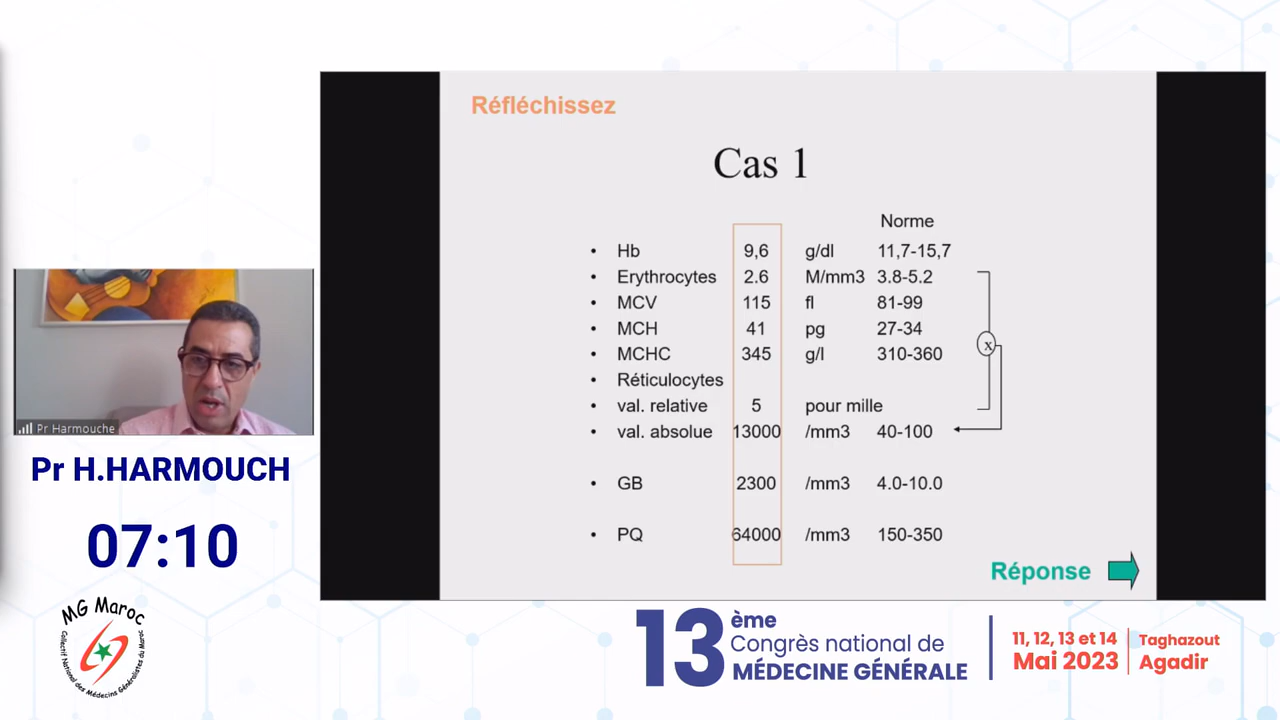 Réfléchissez
Cas 1
Norme
• Hb 9,6 g/dl 11,7-15,7
• Erythrocytes 2.6 M/mm3 3.8-5.2
• MCV 115 fl 81-99
• MCH 41 pg 27-34
• MCHC 345 g/l 310-360
• Réticulocytes
• val. relative 5 pour mille
• val. absolue 13000 /mm3 40-100
x
• GB 2300 /mm3 4.0-10.0
• PQ 64000 /mm3 150-350
Réponse
Pr Harmouche
Pr H.HARMOUCH
07:10
MG Maroc
Collectif National des Médecins Généralistes du Maroc
13ème
Congrès national de
MÉDECINE GÉNÉRALE
11, 12, 13 et 14
Mai 2023
Taghazout
Agadir